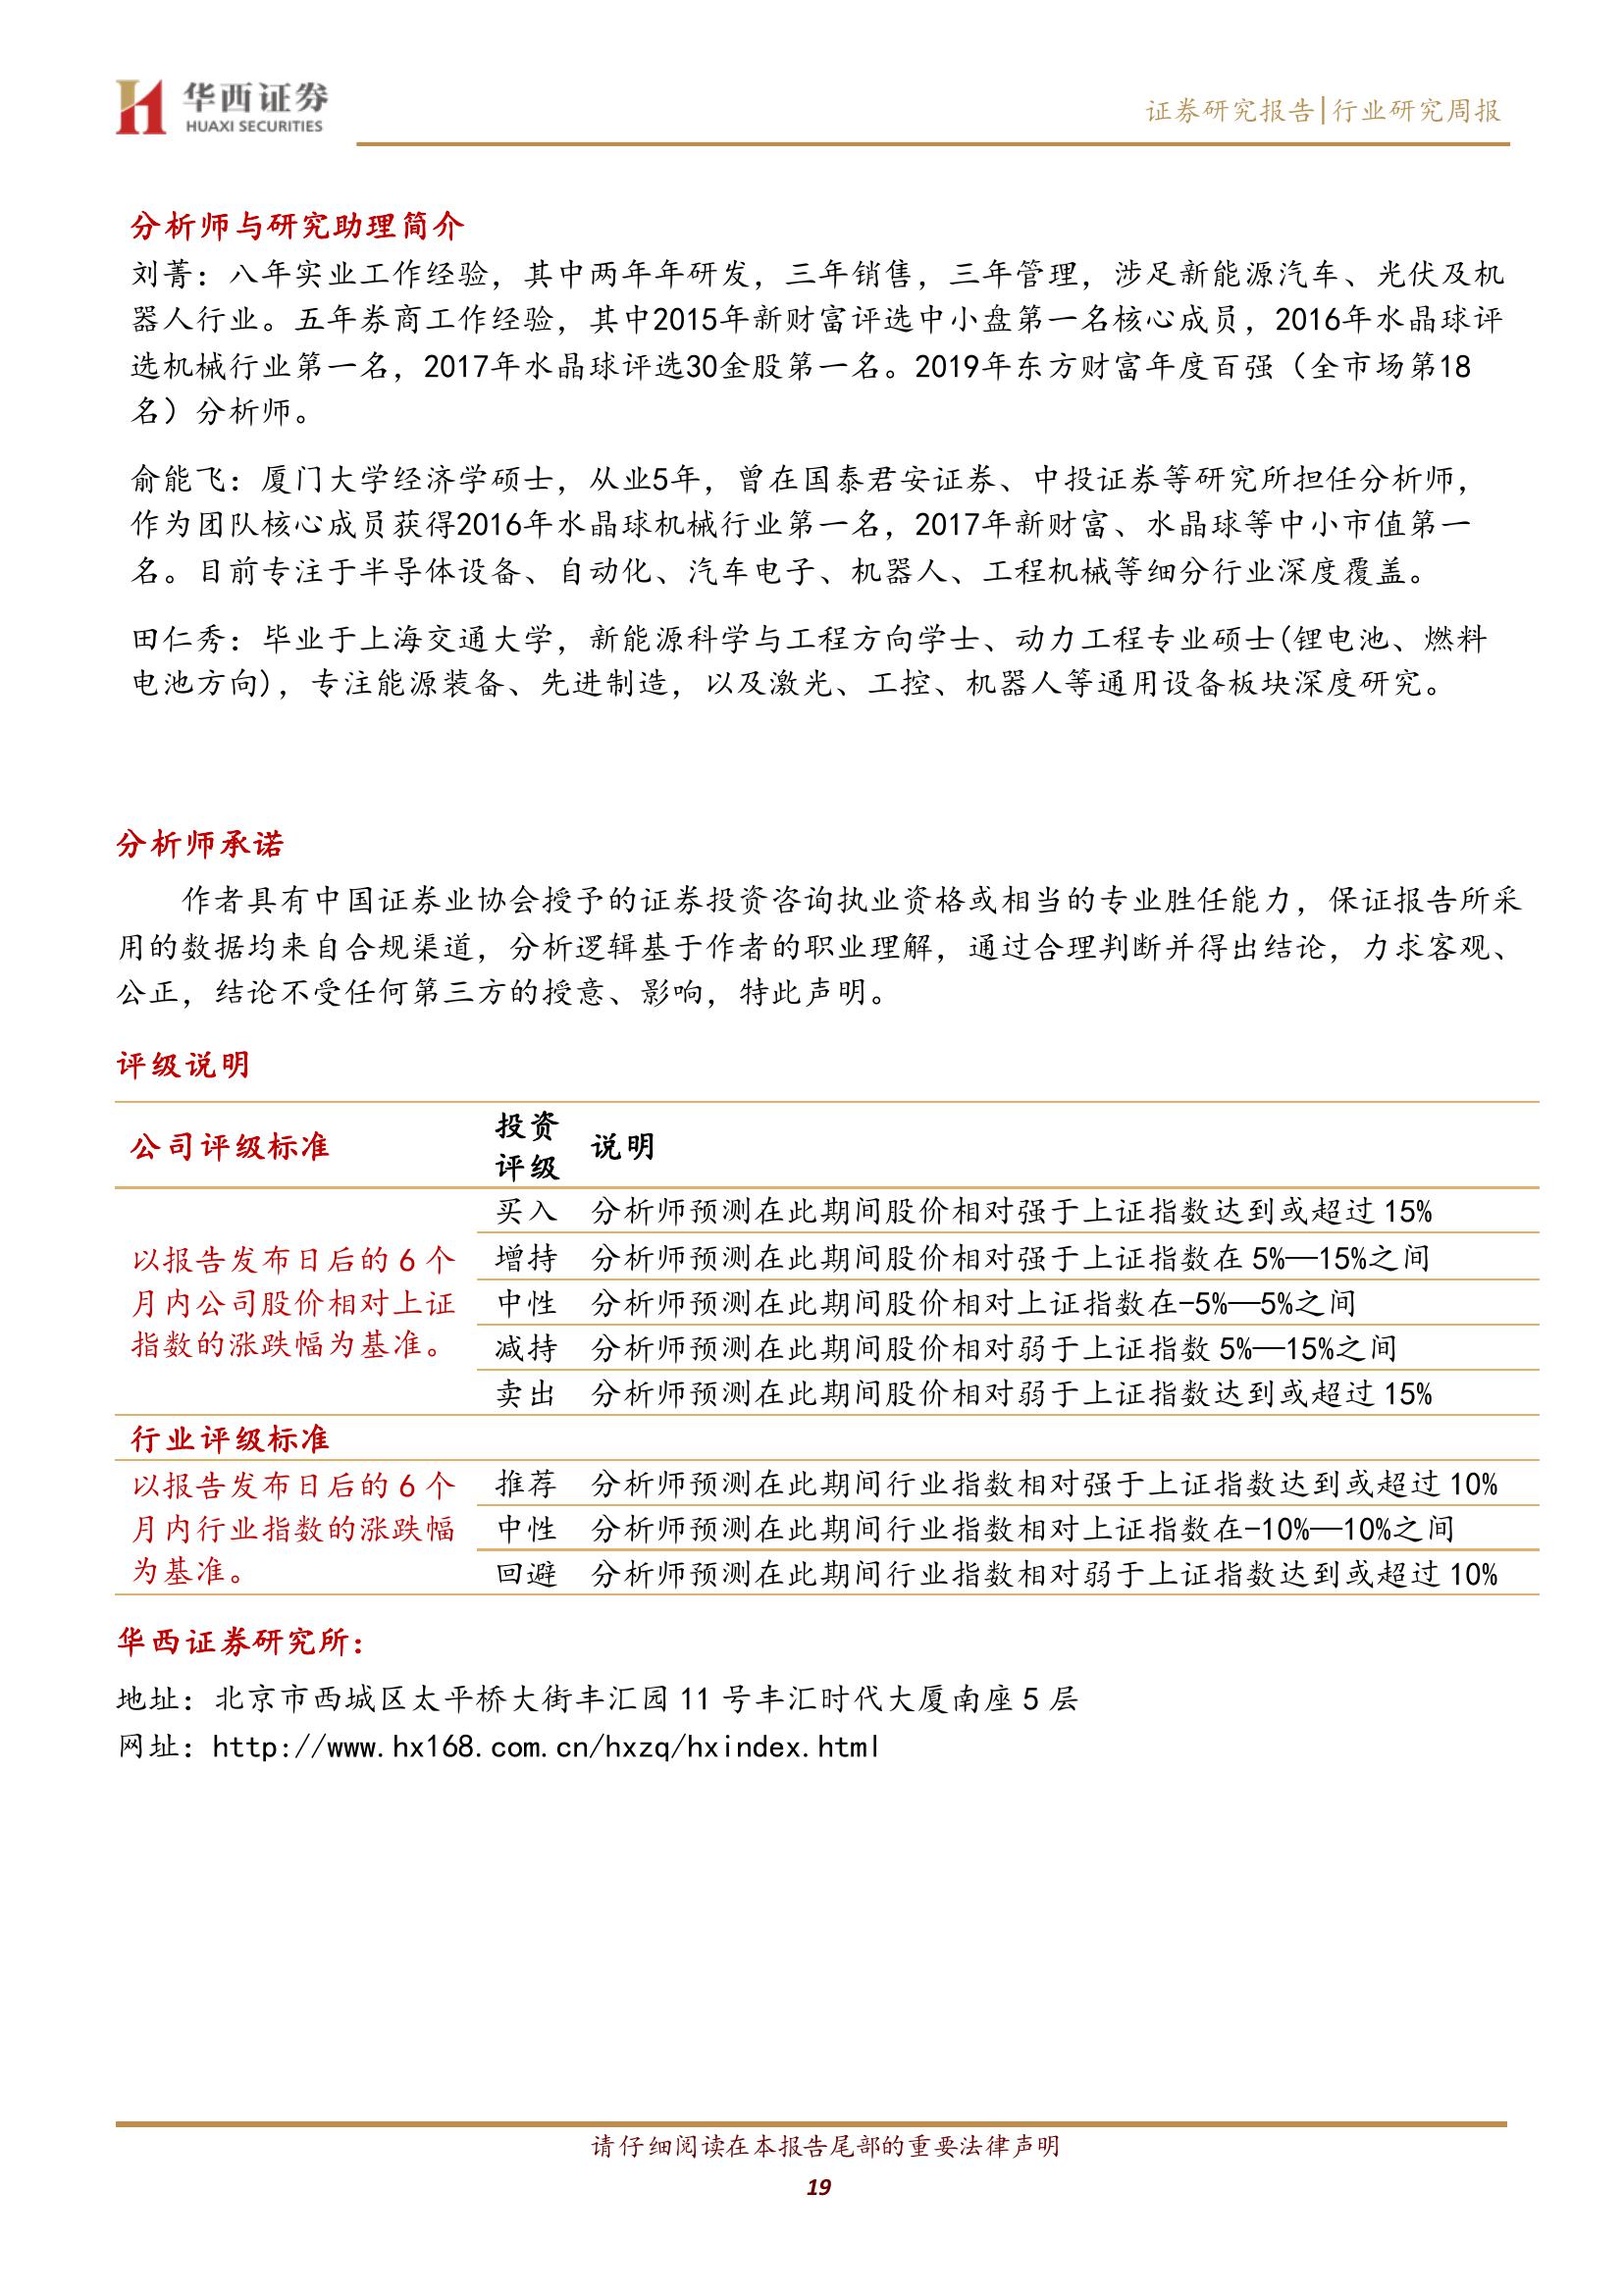 华西证券
HUAXI SECURITIES
证券研究报告|行业研究周报
分析师与研究助理简介
刘菁：八年实业工作经验，其中两年年研发，三年销售，三年管理，涉足新能源汽车、光伏及机
器人行业。五年券商工作经验，其中2015年新财富评选中小盘第一名核心成员，2016年水晶球评
选机械行业第一名，2017年水晶球评选30金股第一名。2019年东方财富年度百强（全市场第18
名）分析师。
俞能飞：厦门大学经济学硕士，从业5年，曾在国泰君安证券、中投证券等研究所担任分析师，
作为团队核心成员获得2016年水晶球机械行业第一名，2017年新财富、水晶球等中小市值第一
名。目前专注于半导体设备、自动化、汽车电子、机器人、工程机械等细分行业深度覆盖。
田仁秀：毕业于上海交通大学，新能源科学与工程方向学士、动力工程专业硕士(锂电池、燃料
电池方向)，专注能源装备、先进制造，以及激光、工控、机器人等通用设备板块深度研究。
分析师承诺
作者具有中国证券业协会授予的证券投资咨询执业资格或相当的专业胜任能力，保证报告所采
用的数据均来自合规渠道，分析逻辑基于作者的职业理解，通过合理判断并得出结论，力求客观、
公正，结论不受任何第三方的授意、影响，特此声明。
评级说明
公司评级标准 投资 说明
评级
买入 分析师预测在此期间股价相对强于上证指数达到或超过 15%
以报告发布日后的 6 个 增持 分析师预测在此期间股价相对强于上证指数在 5%—15%之间
月内公司股价相对上证 中性 分析师预测在此期间股价相对上证指数在-5%—5%之间
指数的涨跌幅为基准。 减持 分析师预测在此期间股价相对弱于上证指数 5%—15%之间
卖出 分析师预测在此期间股价相对弱于上证指数达到或超过 15%
行业评级标准
以报告发布日后的 6 个 推荐 分析师预测在此期间行业指数相对强于上证指数达到或超过 10%
月内行业指数的涨跌幅 中性 分析师预测在此期间行业指数相对上证指数在-10%—10%之间
为基准。 回避 分析师预测在此期间行业指数相对弱于上证指数达到或超过 10%
华西证券研究所：
地址：北京市西城区太平桥大街丰汇园 11 号丰汇时代大厦南座 5 层
网址：http://www.hx168.com.cn/hxzq/hxindex.html
请仔细阅读在本报告尾部的重要法律声明
19